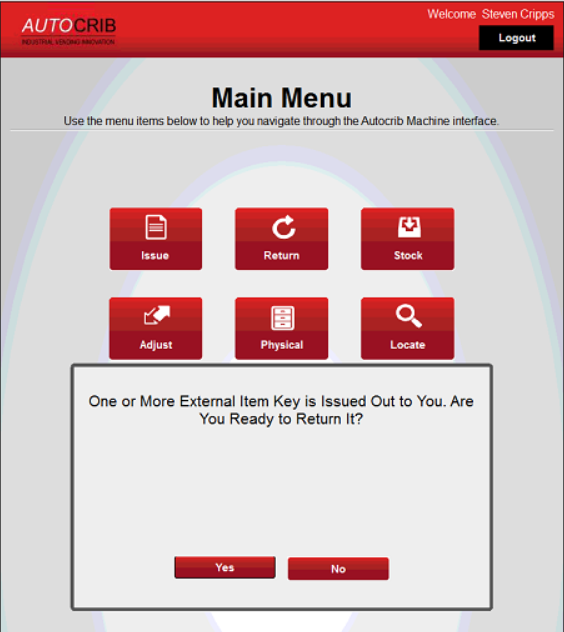 Welcome Steven Cripps
AUTOCRIB
INDUSTRIAL LEADING INNOVATION
Logout
Main Menu
Use the menu items below to help you navigate through the Autocrib Machine interface.
Issue
Return
Stock
Adjust
Physical
Locate
One or More External Item Key is Issued Out to You. Are
You Ready to Return It?
Yes
No